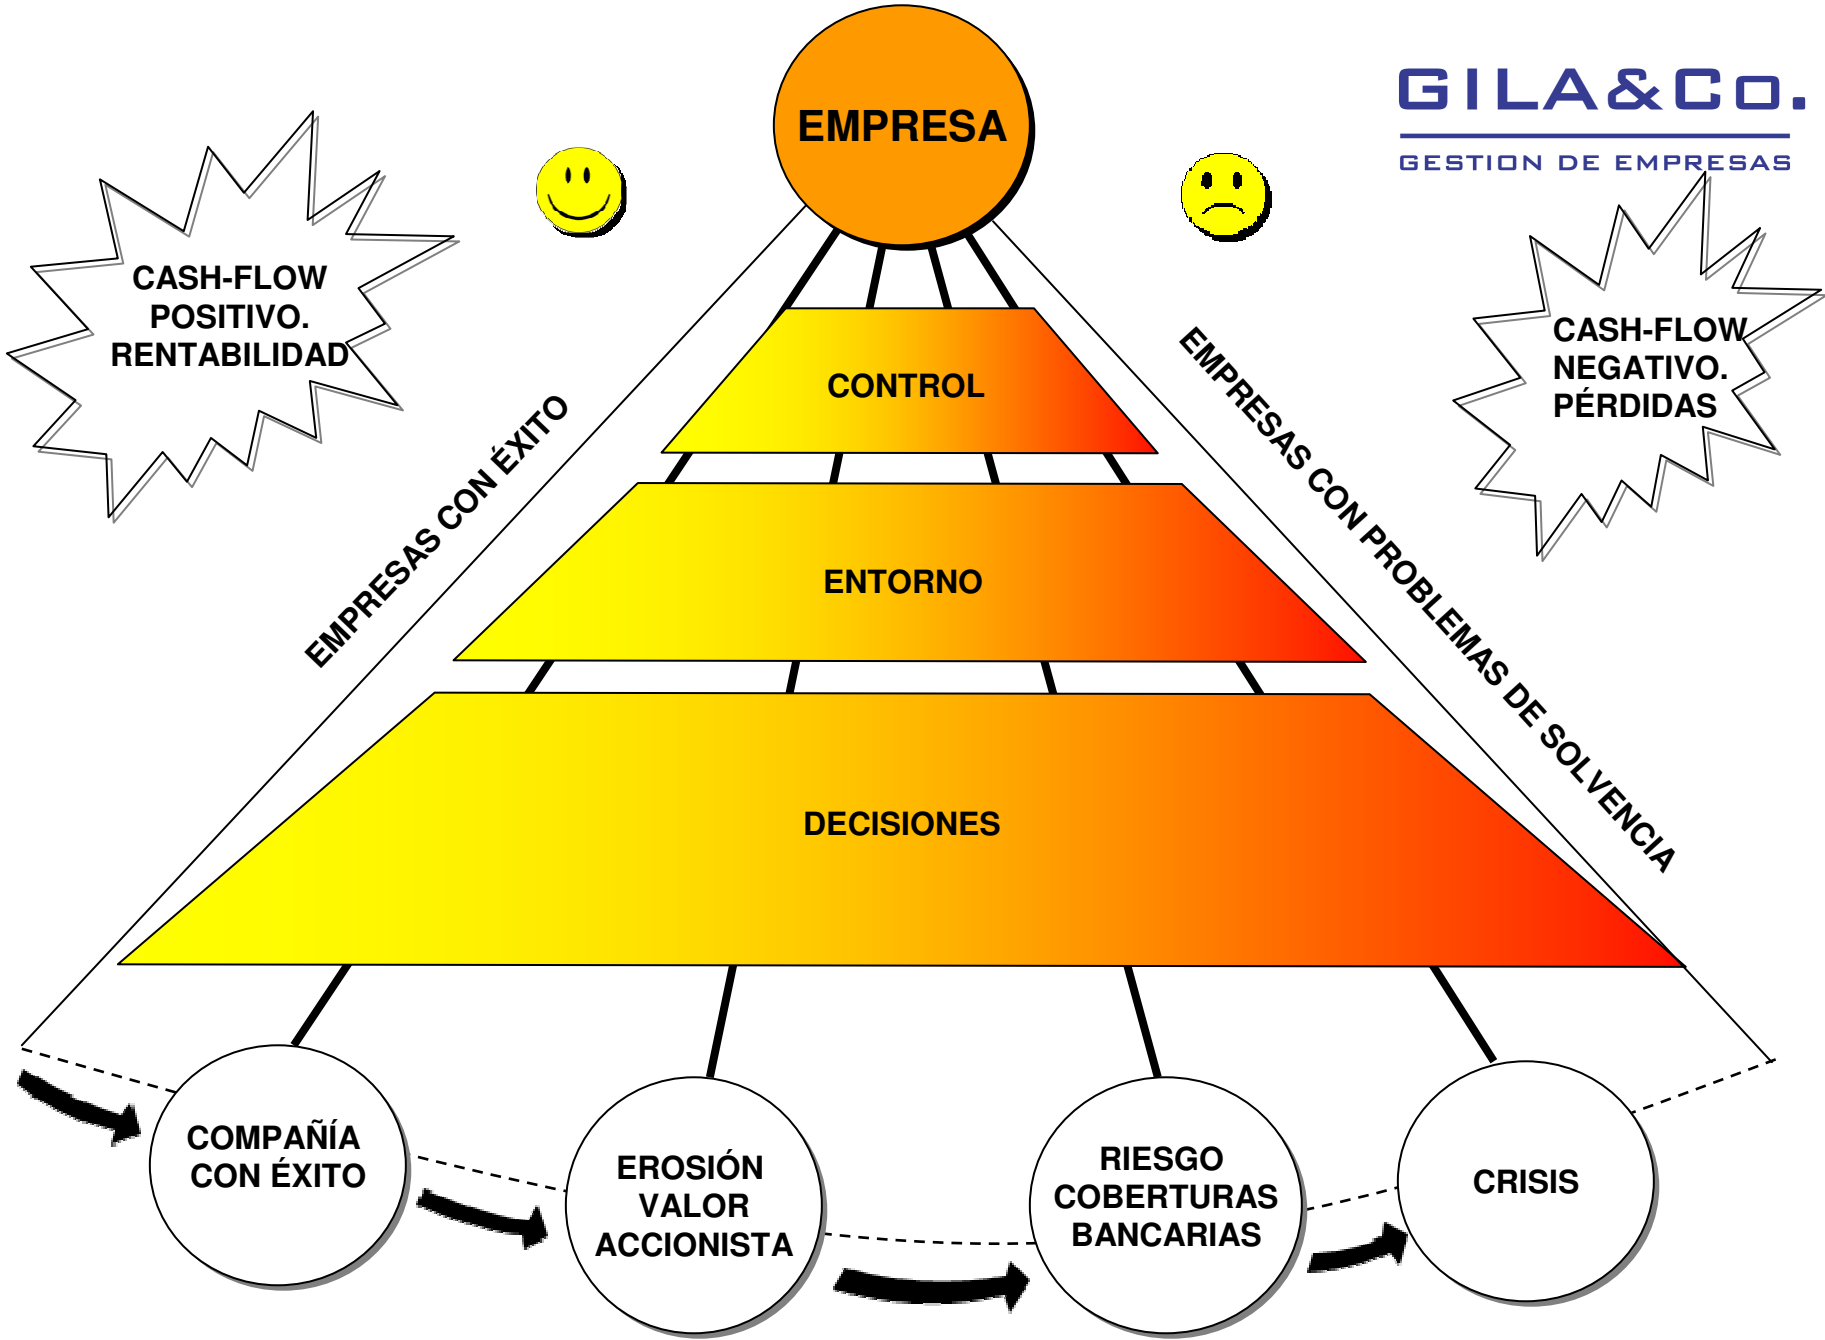 EMPRESA
GILA&Co.
GESTION DE EMPRESAS
CASH-FLOW
POSITIVO.
RENTABILIDAD
CASH-FLOW
NEGATIVO.
PÉRDIDAS
EMPRESAS CON ÉXITO
EMPRESAS CON PROBLEMAS DE SOLVENCIA
CONTROL
ENTORNO
DECISIONES
COMPAÑÍA
CON ÉXITO
EROSIÓN
VALOR
ACCIONISTA
RIESGO
COBERTURAS
BANCARIAS
CRISIS